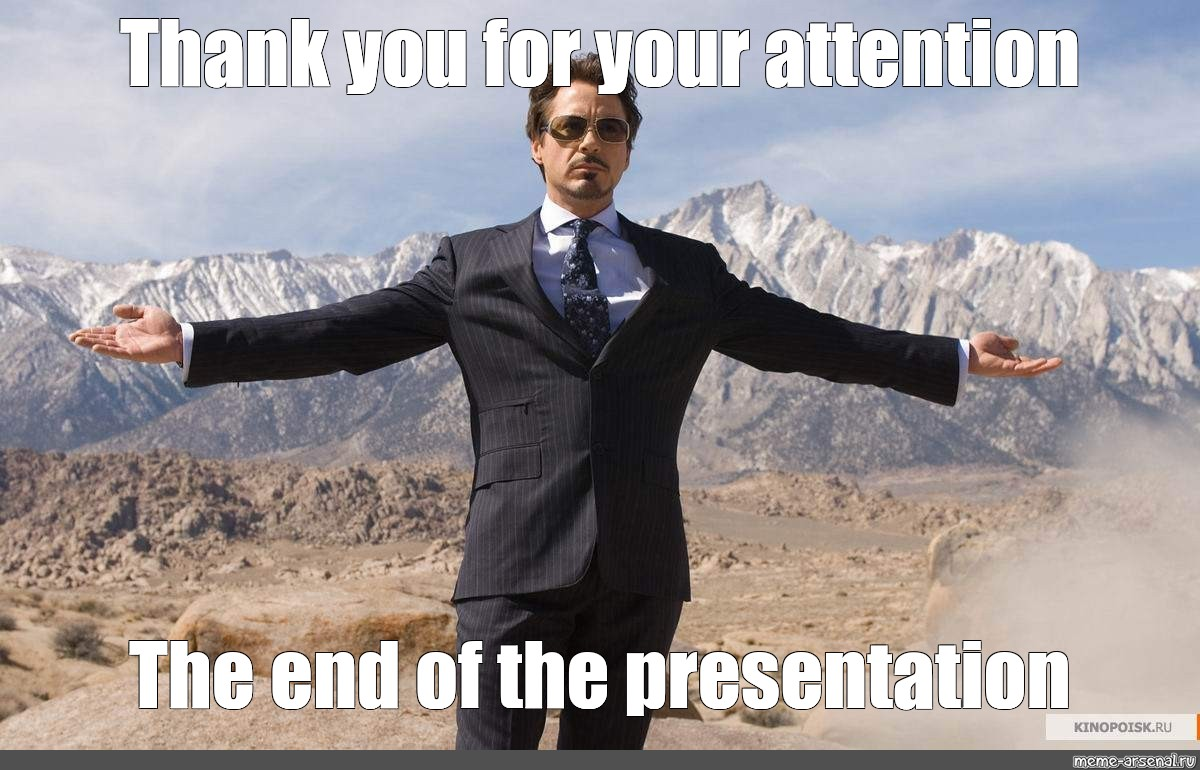 Thank you for your attention
The end of the presentation
KINOPOISK.RU
meme-arsenal.ru